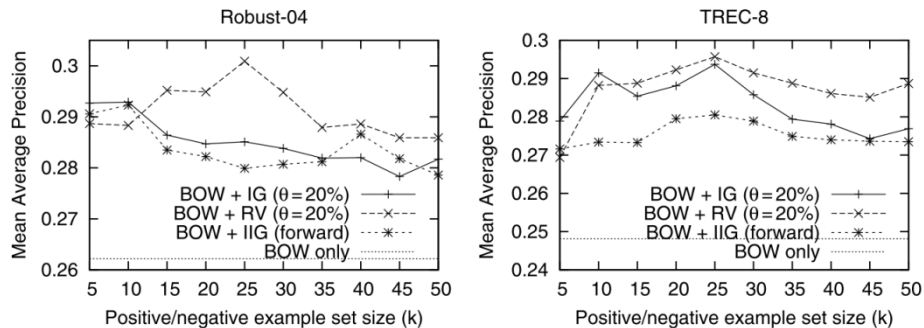 Robust-04
Mean Average Precision
0.3
0.29
0.28
0.27
0.26
BOW + IG (θ=20%)
BOW + RV (θ=20%)
BOW + IIG (forward)
BOW only
5 10 15 20 25 30 35 40 45 50
Positive/negative example set size (k)
TREC-8
Mean Average Precision
0.3
0.29
0.28
0.27
0.26
0.25
0.24
BOW + IG (θ=20%)
BOW + RV (θ=20%)
BOW + IIG (forward)
BOW only
5 10 15 20 25 30 35 40 45 50
Positive/negative example set size (k)